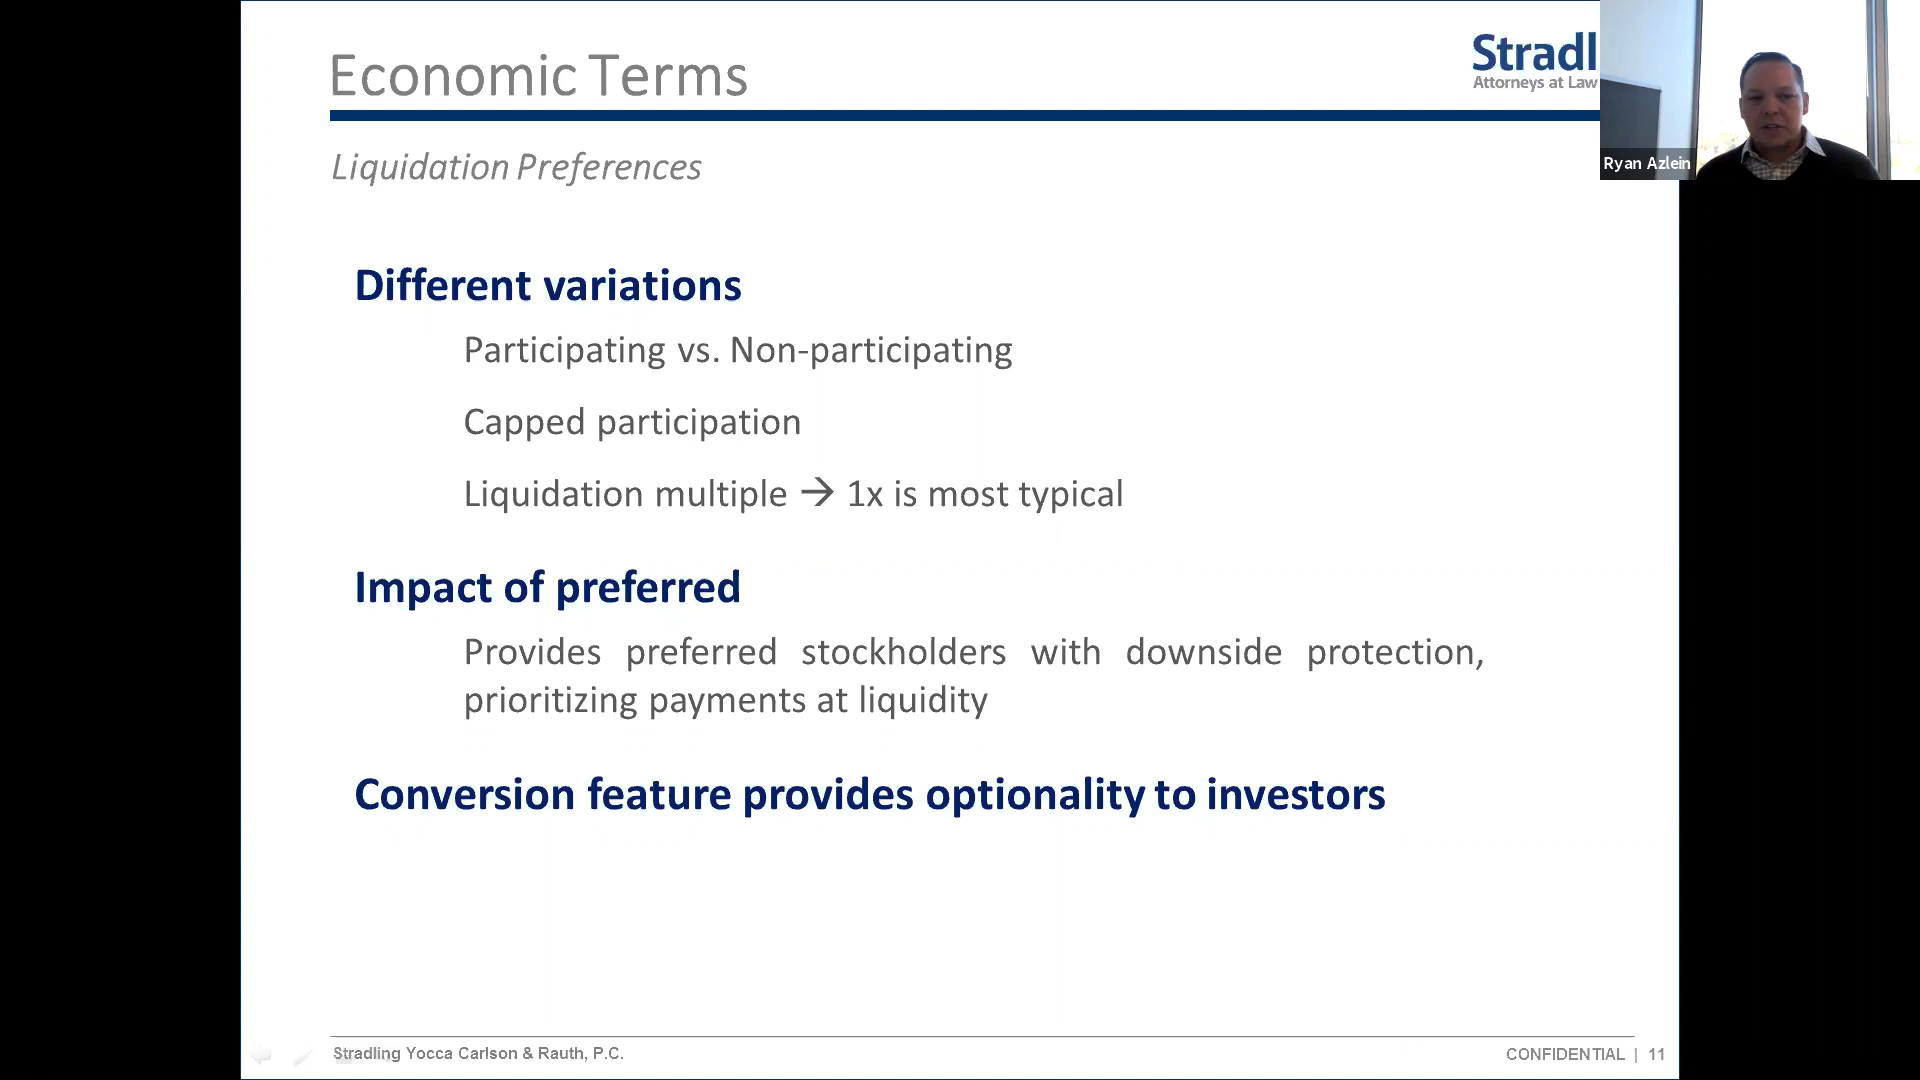 Economic Terms
Stradl
Attorneys at Law
Ryan Azlein
Liquidation Preferences
Different variations
Participating vs. Non-participating
Capped participation
Liquidation multiple → 1x is most typical
Impact of preferred
Provides preferred stockholders with downside protection,
prioritizing payments at liquidity
Conversion feature provides optionality to investors
Stradling Yocca Carlson & Rauth, P.C.
CONFIDENTIAL | 11